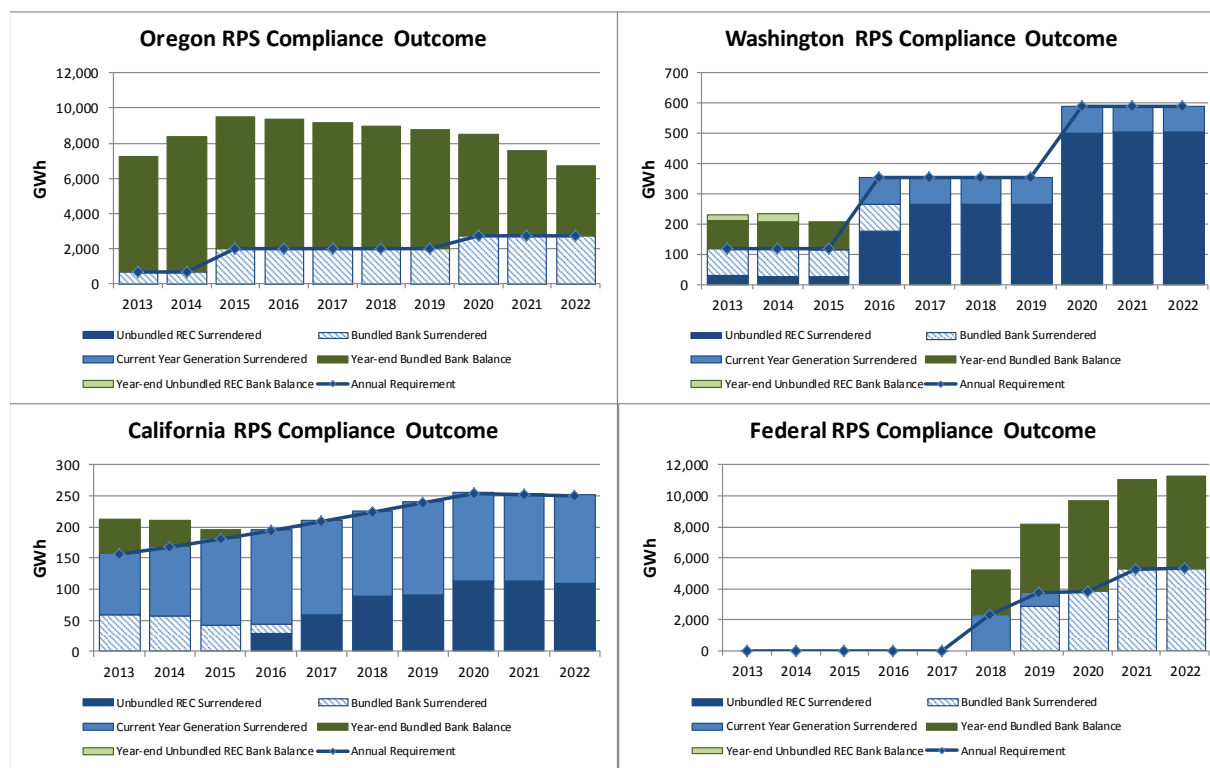 Oregon RPS Compliance Outcome
12,000
10,000
8,000
6,000
4,000
2,000
0
GWh
2013 2014 2015 2016 2017 2018 2019 2020 2021 2022
Unbundled REC Surrendered Bundled Bank Surrendered
Current Year Generation Surrendered Year-end Bundled Bank Balance
Year-end Unbundled REC Bank Balance Annual Requirement
Washington RPS Compliance Outcome
700
600
500
400
300
200
100
0
GWh
2013 2014 2015 2016 2017 2018 2019 2020 2021 2022
Unbundled REC Surrendered Bundled Bank Surrendered
Current Year Generation Surrendered Year-end Bundled Bank Balance
Year-end Unbundled REC Bank Balance Annual Requirement
California RPS Compliance Outcome
300
250
200
150
100
50
0
GWh
2013 2014 2015 2016 2017 2018 2019 2020 2021 2022
Unbundled REC Surrendered Bundled Bank Surrendered
Current Year Generation Surrendered Year-end Bundled Bank Balance
Year-end Unbundled REC Bank Balance Annual Requirement
Federal RPS Compliance Outcome
12,000
10,000
8,000
6,000
4,000
2,000
0
GWh
2013 2014 2015 2016 2017 2018 2019 2020 2021 2022
Unbundled REC Surrendered Bundled Bank Surrendered
Current Year Generation Surrendered Year-end Bundled Bank Balance
Year-end Unbundled REC Bank Balance Annual Requirement